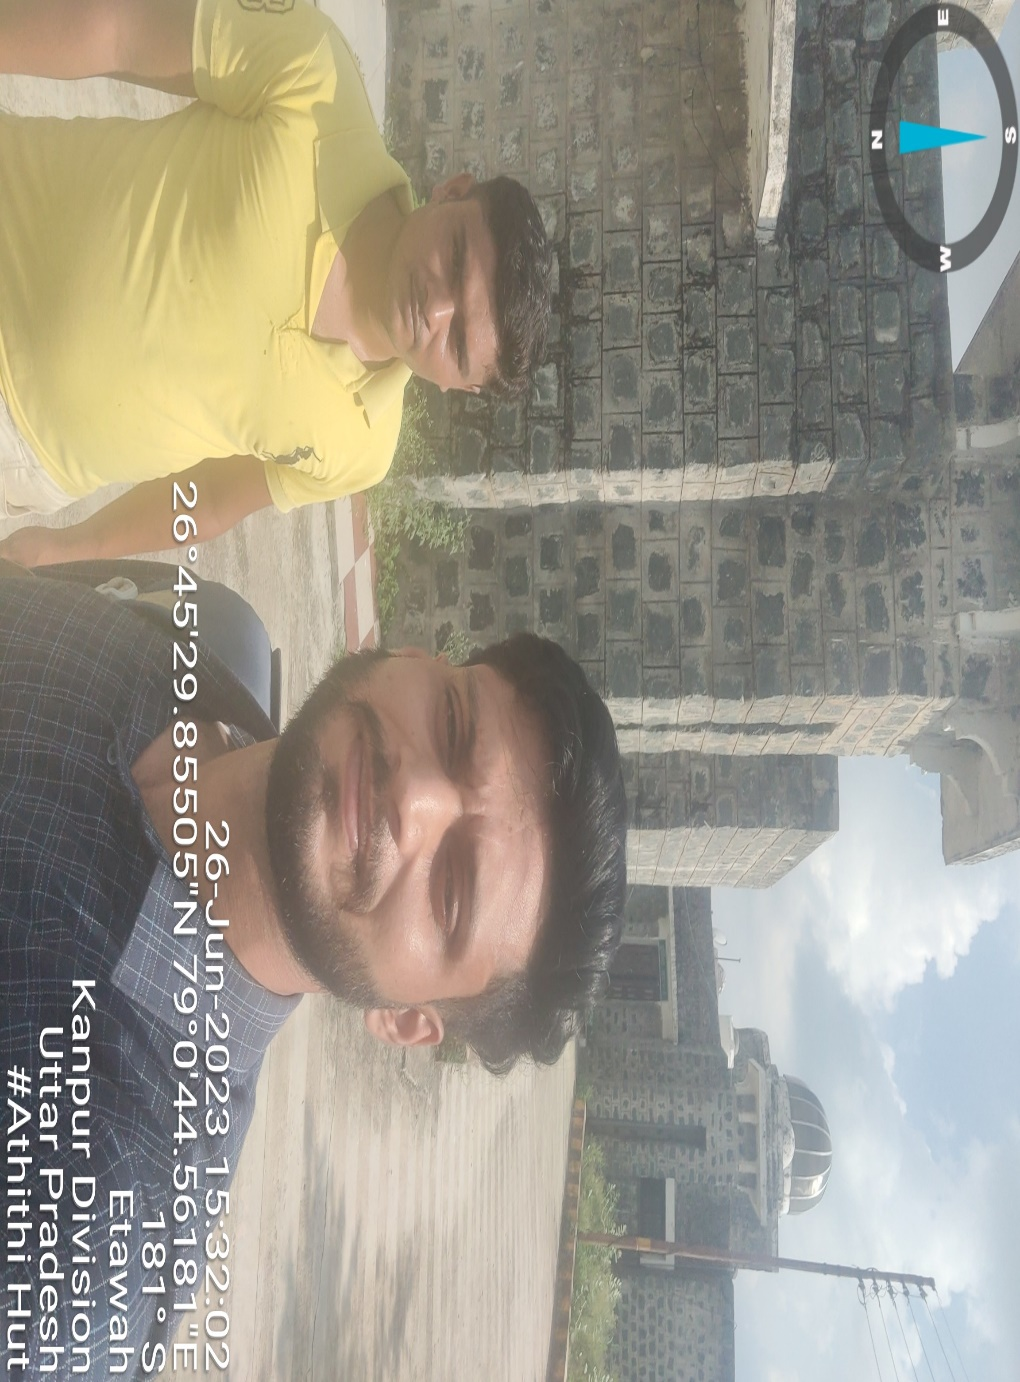 E
N
S
W
26-Jun-2023 15:32:02
26°45'29.85505"N 79°0'44.56181"E
181° S
Etawah
Kanpur Division
Uttar Pradesh
#Athithi Hut